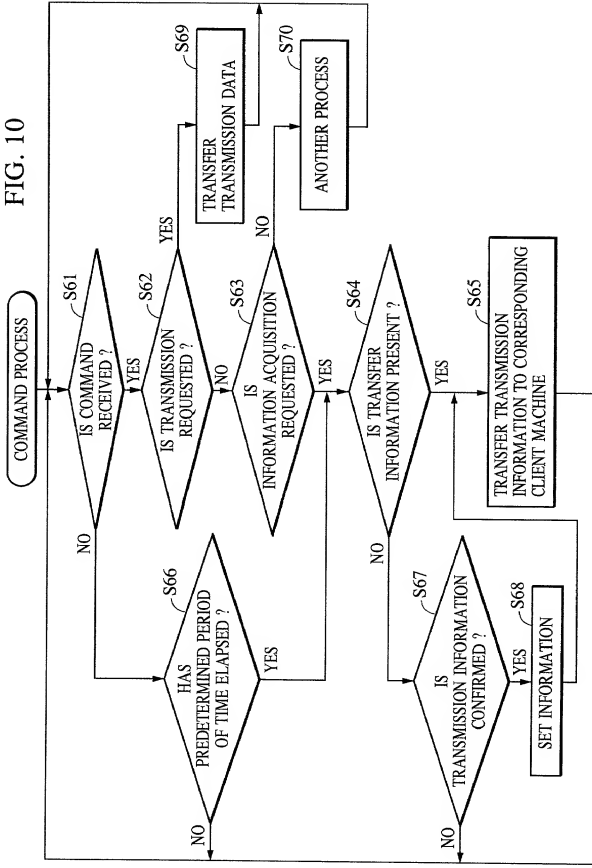 FIG. 10
COMMAND PROCESS
S61
IS COMMAND
RECEIVED ?
NO
YES
S62
IS TRANSMISSION
REQUESTED ?
YES
NO
S69
TRANSFER
TRANSMISSION DATA
S63
IS
INFORMATION ACQUISITION
REQUESTED ?
NO
YES
S70
ANOTHER PROCESS
S66
HAS
PREDETERMINED PERIOD
OF TIME ELAPSED ?
NO
YES
S64
IS TRANSFER
INFORMATION PRESENT ?
NO
YES
S67
IS
TRANSMISSION INFORMATION
CONFIRMED ?
NO
YES
S68
SET INFORMATION
S65
TRANSFER TRANSMISSION
INFORMATION TO CORRESPONDING
CLIENT MACHINE